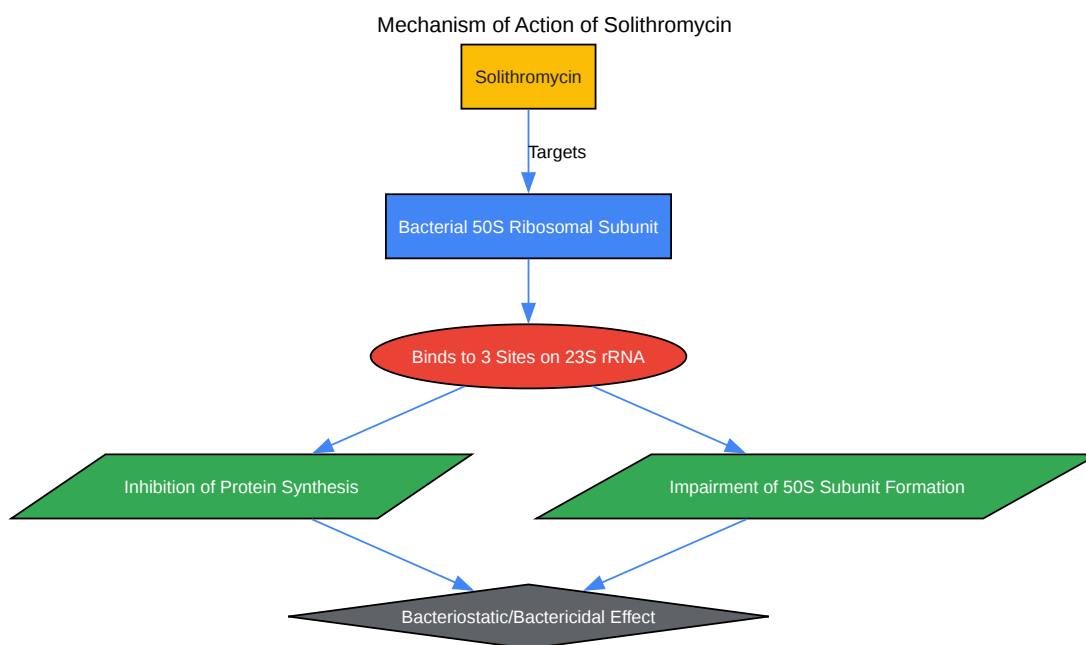 Mechanism of Action of Solithromycin
Solithromycin
Targets
Bacterial 50S Ribosomal Subunit
Binds to 3 Sites on 23S rRNA
Inhibition of Protein Synthesis
Impairment of 50S Subunit Formation
Bacteriostatic/Bactericidal Effect